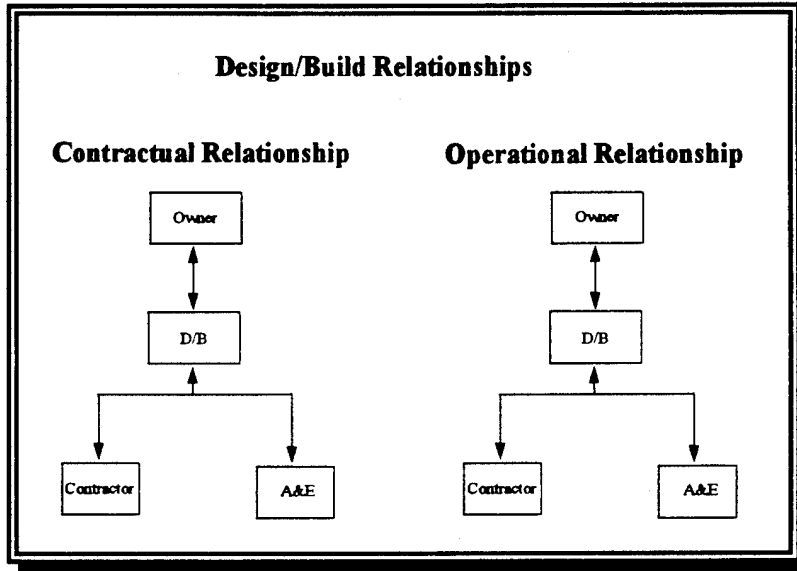 Design/Build Relationships
Contractual Relationship
Operational Relationship
Owner
Owner
D/B
D/B
Contractor
A&E
Contractor
A&E